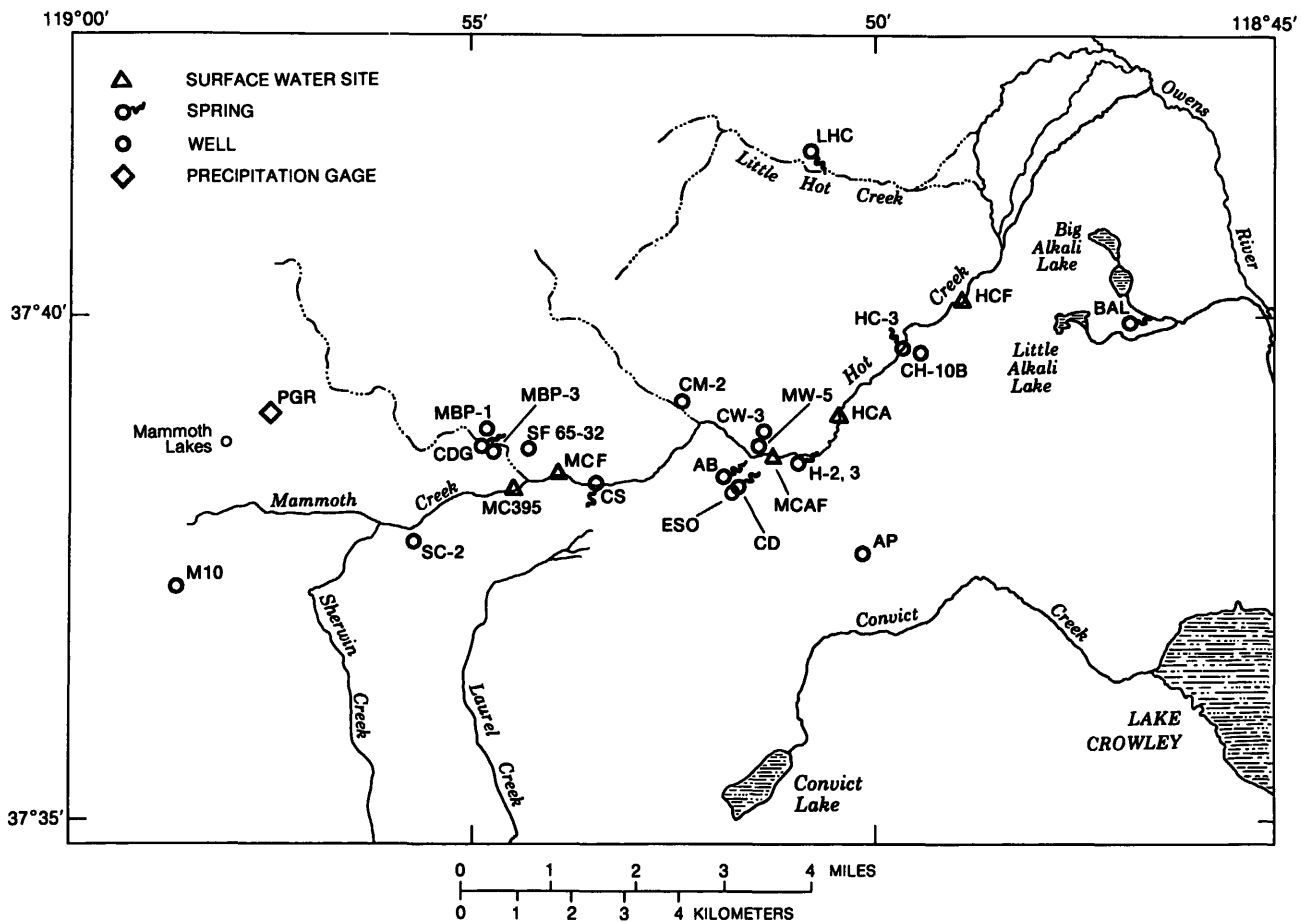 119°00'
55'
50'
118°45'
SURFACE WATER SITE
SPRING
WELL
PRECIPITATION GAGE
Owens
River
LHC
Little Hot Creek
Big
Alkali
Lake
37°40'
HCF
Creek
BAL
HC-3
Hot
CH-10B
Little
Alkali
Lake
PGR
CM-2
MW-5
MBP-1
MBP-3
CW-3
HCA
Mammoth
Lakes
SF 65-32
CDG
MCF
AB
H-2, 3
Mammoth Creek
MC395
CS
MCAF
ESO
CD
SC-2
AP
M10
Sherwin
Creek
Convict Creek
Laurel
Creek
LAKE
CROWLEY
Convict
Lake
37°35'
0 1 2 3 4 MILES
0 1 2 3 4 KILOMETERS